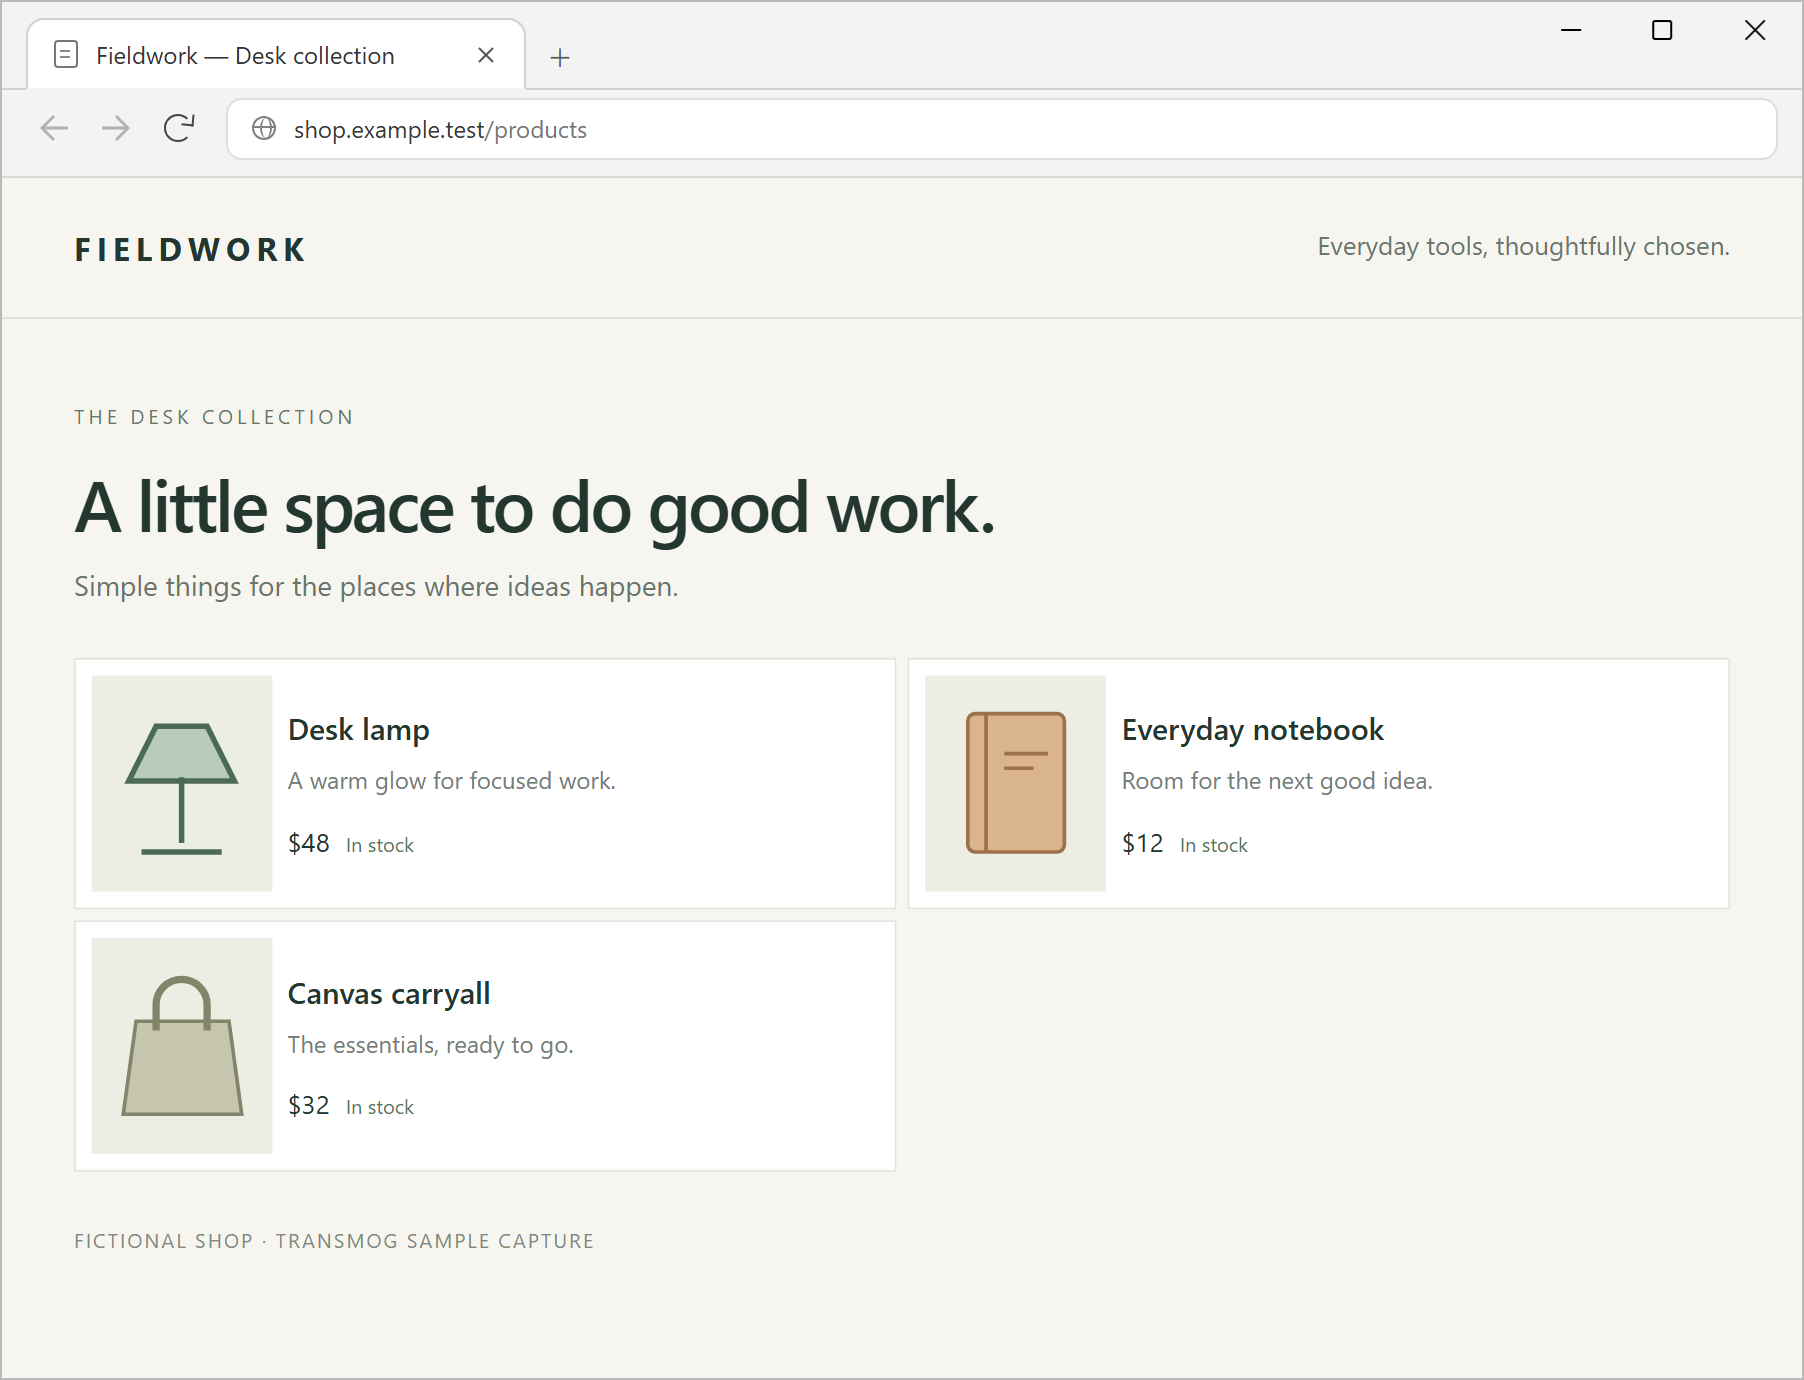 Fieldwork — Desk collection
shop.example.test/products
FIELDWORK
Everyday tools, thoughtfully chosen.
THE DESK COLLECTION
A little space to do good work.
Simple things for the places where ideas happen.
Desk lamp
A warm glow for focused work.
$48 In stock
Everyday notebook
Room for the next good idea.
$12 In stock
Canvas carryall
The essentials, ready to go.
$32 In stock
FICTIONAL SHOP · TRANSMOG SAMPLE CAPTURE